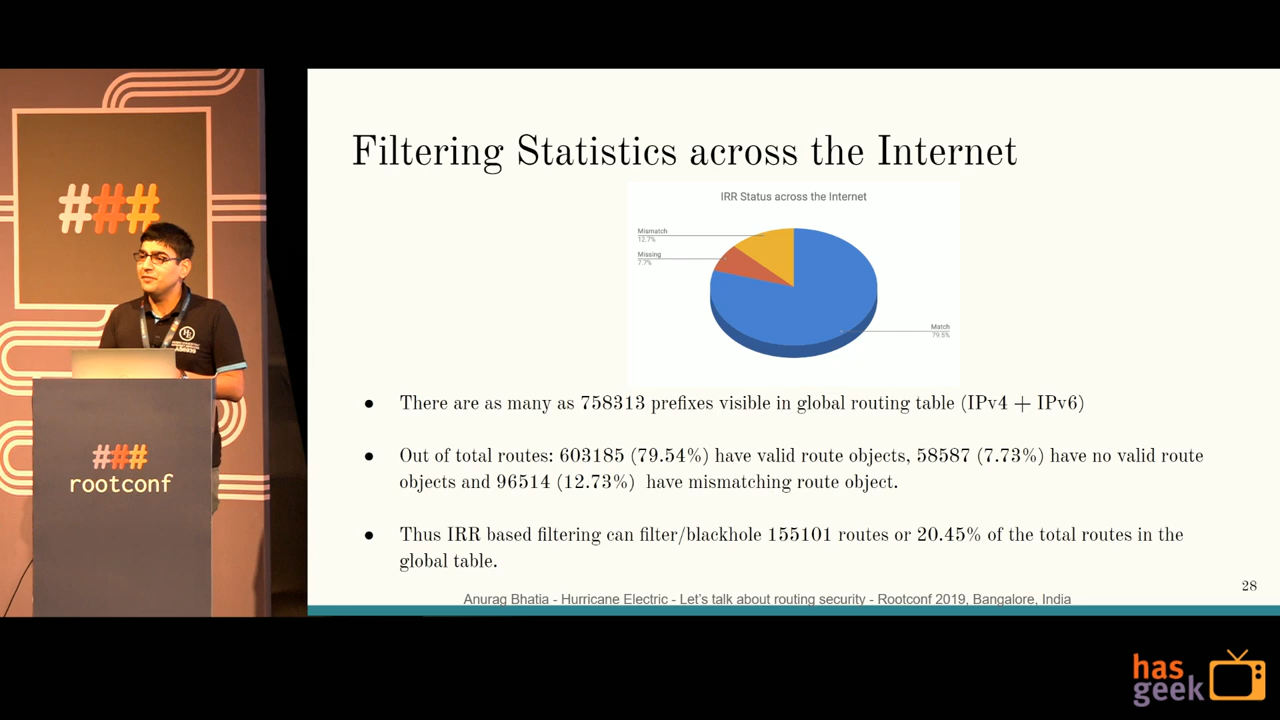 ###
HE
AS6939
###
rootconf
Filtering Statistics across the Internet
IRR Status across the Internet
Mismatch
12.7%
Missing
7.7%
Match
79.5%
● There are as many as 758313 prefixes visible in global routing table (IPv4 + IPv6)
● Out of total routes: 603185 (79.54%) have valid route objects, 58587 (7.73%) have no valid route
objects and 96514 (12.73%) have mismatching route object.
● Thus IRR based filtering can filter/blackhole 155101 routes or 20.45% of the total routes in the
global table.
28
Anurag Bhatia - Hurricane Electric - Let's talk about routing security - Rootconf 2019, Bangalore, India
has
geek